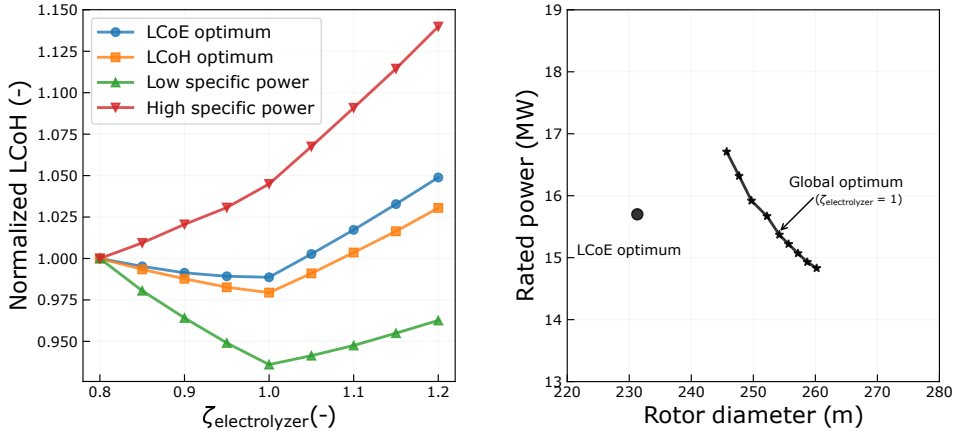 1.150
1.125
1.100
1.075
1.050
1.025
1.000
0.975
0.950
Normalized LCoH (-)
LCoE optimum
LCoH optimum
Low specific power
High specific power
0.8
0.9
1.0
1.1
1.2
ζelectrolyzer(-)
19
18
17
16
15
14
13
Rated power (MW)
Global optimum
(ζelectrolyzer = 1)
LCoE optimum
220
230
240
250
260
270
280
Rotor diameter (m)